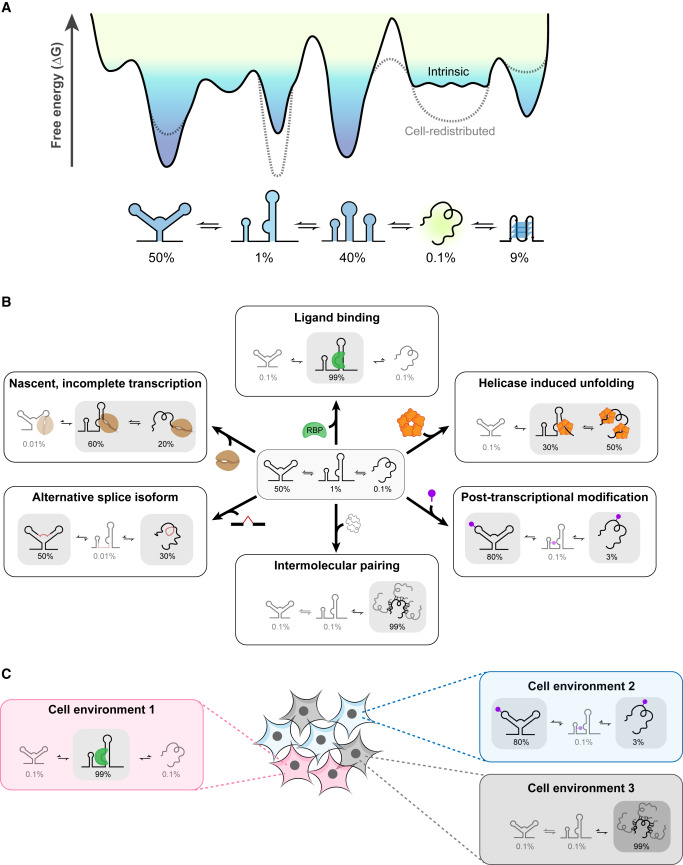 A
Free energy (ΔG)
Intrinsic
Cell-redistributed
50% 1% 40% 0.1% 9%
B
Ligand binding
0.1% 99% 0.1%
Nascent, incomplete transcription
0.01% 60% 20%
Helicase induced unfolding
0.1% 30% 50%
RBP
50% 1% 0.1%
Alternative splice isoform
50% 0.01% 30%
Post-transcriptional modification
80% 0.1% 3%
Intermolecular pairing
0.1% 0.1% 99%
C
Cell environment 1
0.1% 99% 0.1%
Cell environment 2
80% 0.1% 3%
Cell environment 3
0.1% 0.1% 99%